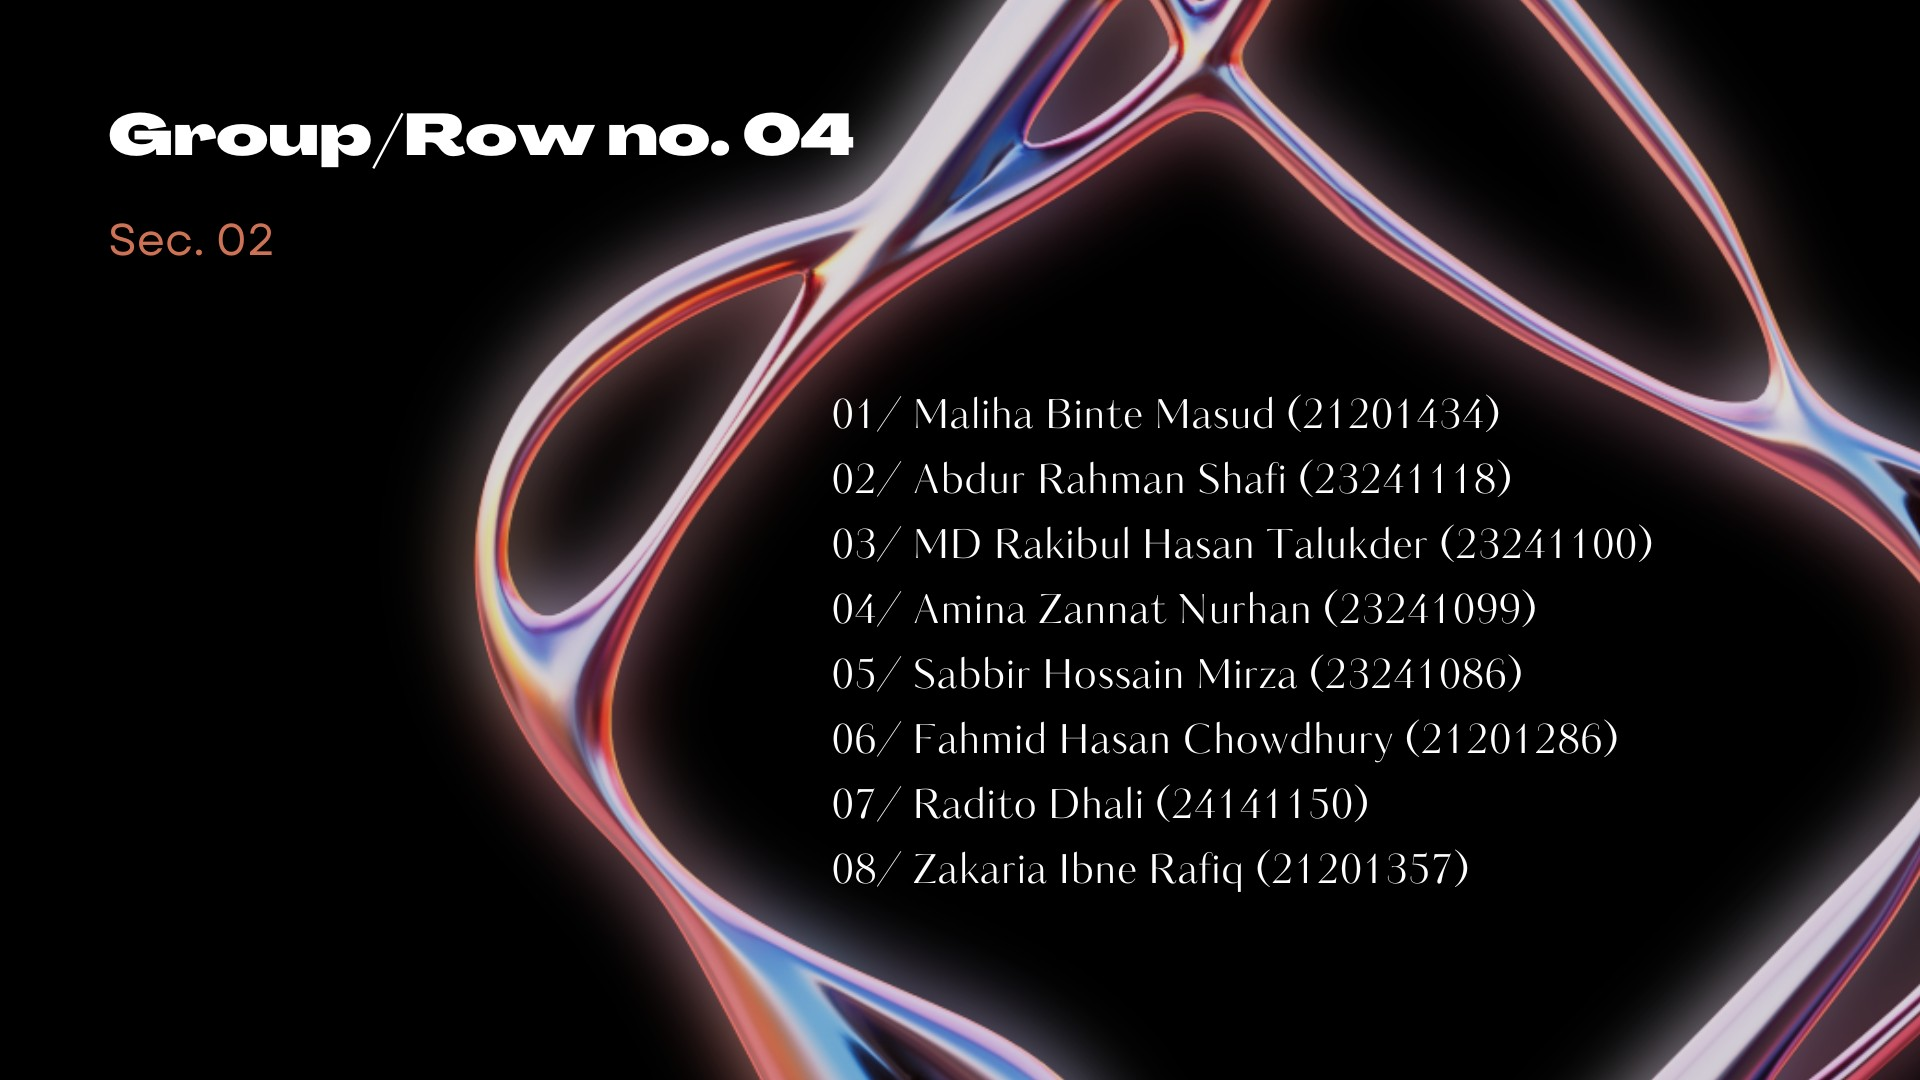 Group/Row no. 04
Sec. 02
01/ Maliha Binte Masud (21201434)
02/ Abdur Rahman Shafi (23241118)
03/ MD Rakibul Hasan Talukder (23241100)
04/ Amina Zannat Nurhan (23241099)
05/ Sabbir Hossain Mirza (23241086)
06/ Fahmid Hasan Chowdhury (21201286)
07/ Radito Dhali (24141150)
08/ Zakaria Ibne Rafiq (21201357)